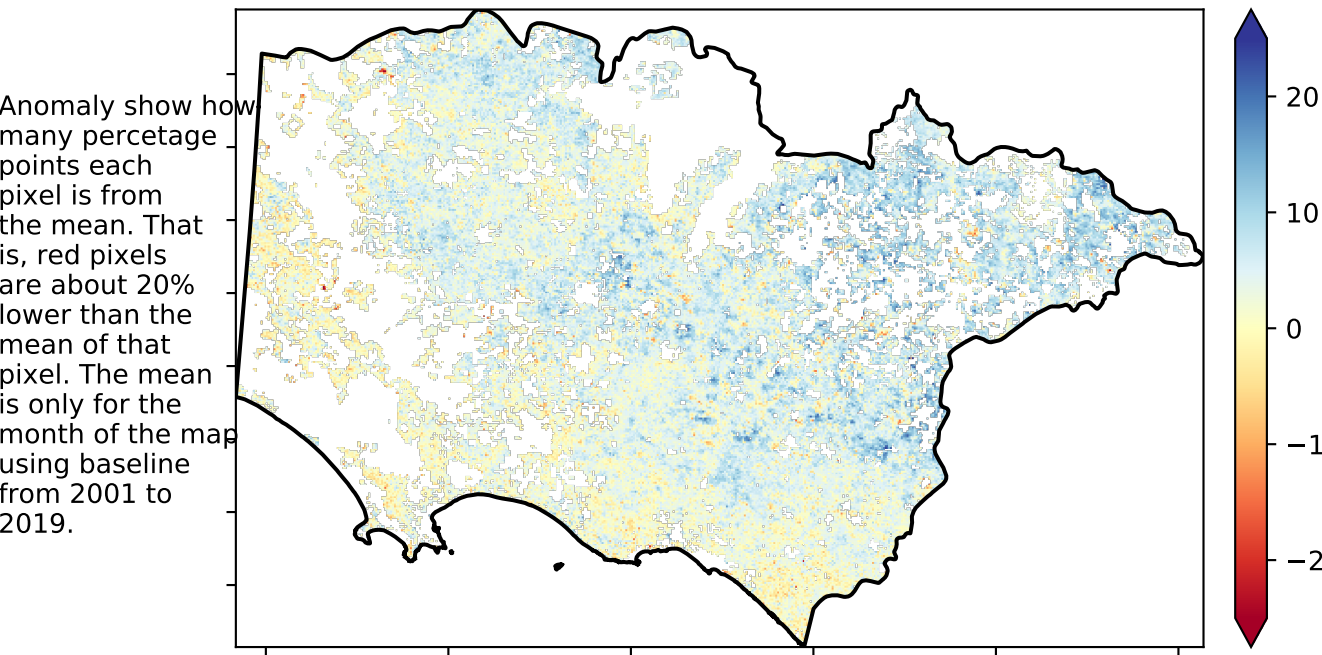 Anomaly show how
many percetage
points each
pixel is from
the mean. That
is, red pixels
are about 20%
lower than the
mean of that
pixel. The mean
is only for the
month of the map
using baseline
from 2001 to
2019.
20
10
0
−1
−2